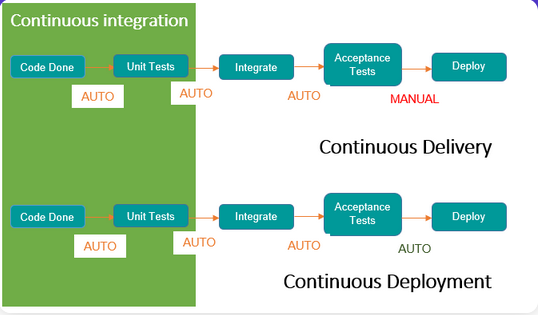 Continuous integration
Code Done
Unit Tests
Integrate
Acceptance
Tests
Deploy
AUTO
AUTO
AUTO
MANUAL
Continuous Delivery
Code Done
Unit Tests
Integrate
Acceptance
Tests
Deploy
AUTO
AUTO
AUTO
AUTO
Continuous Deployment